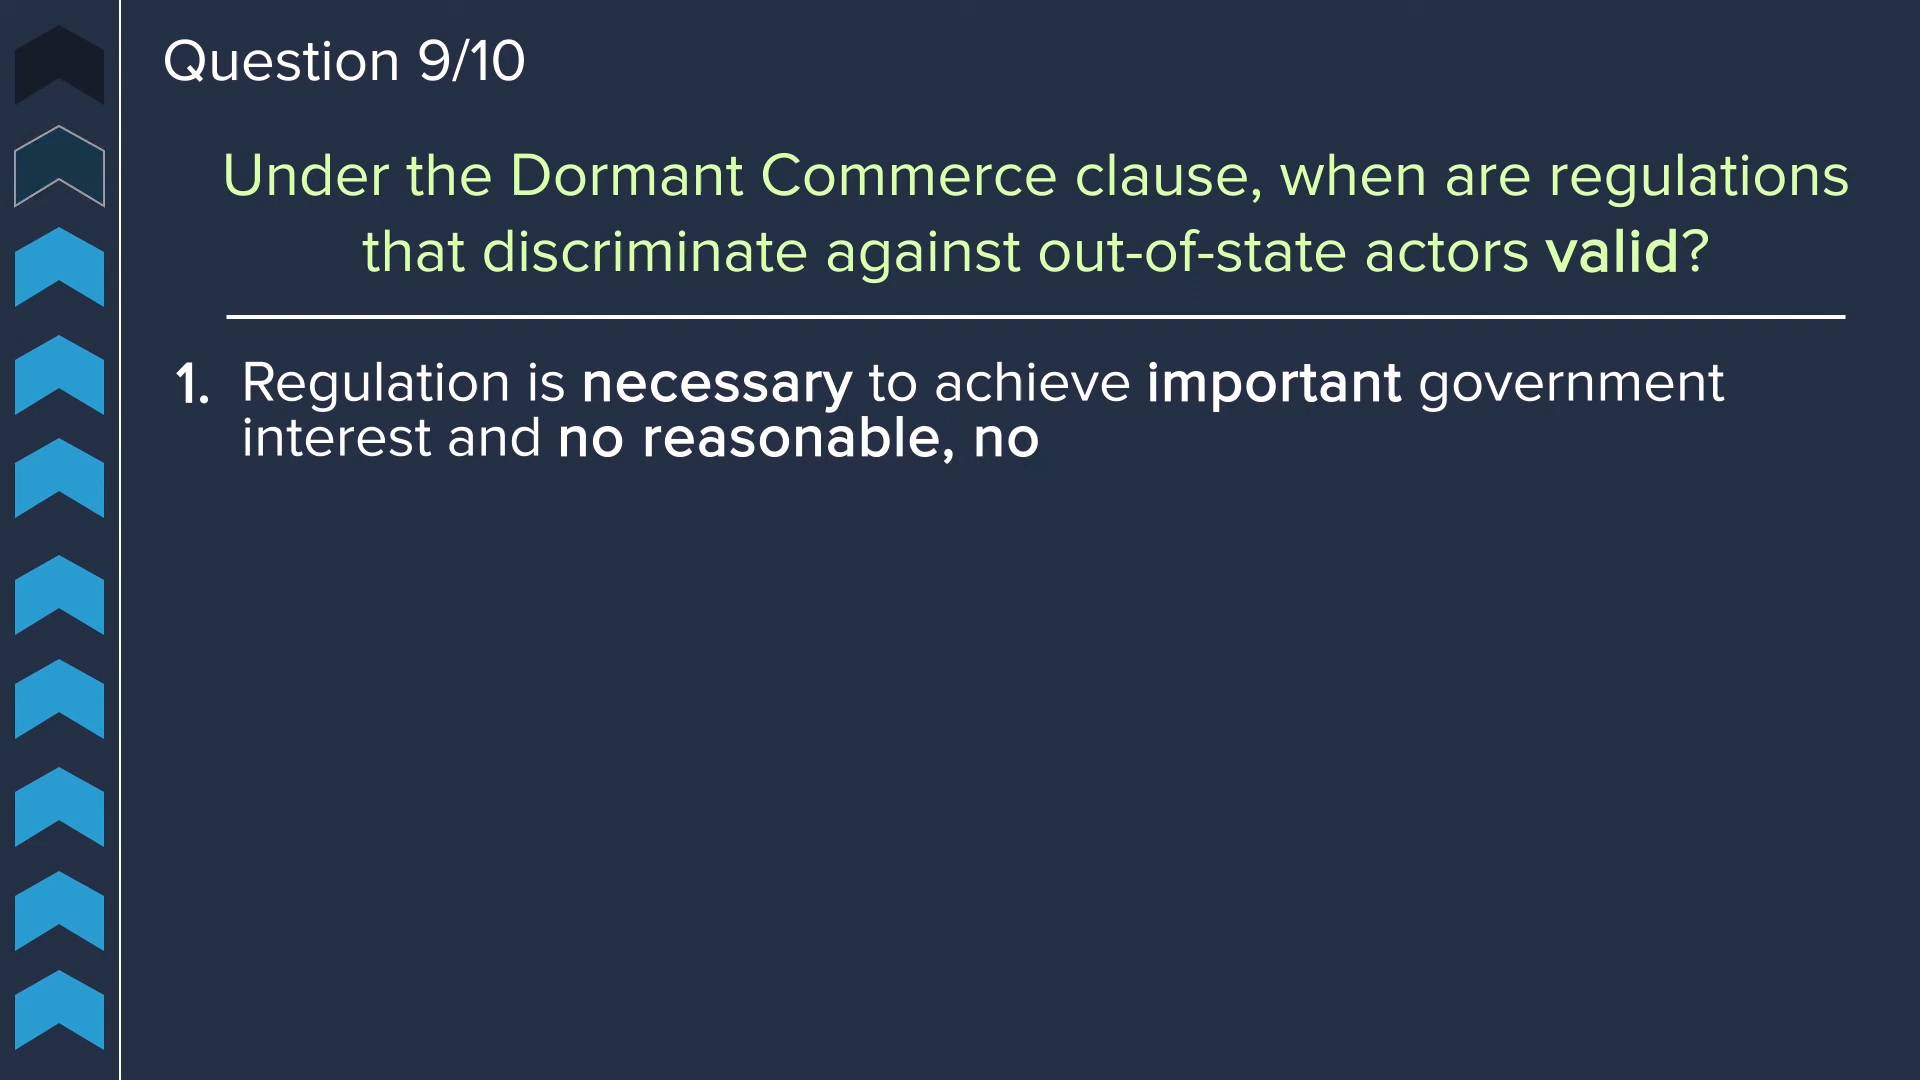 Question 9/10
Under the Dormant Commerce clause, when are regulations
that discriminate against out-of-state actors valid?
1. Regulation is necessary to achieve important government
interest and no reasonable, no